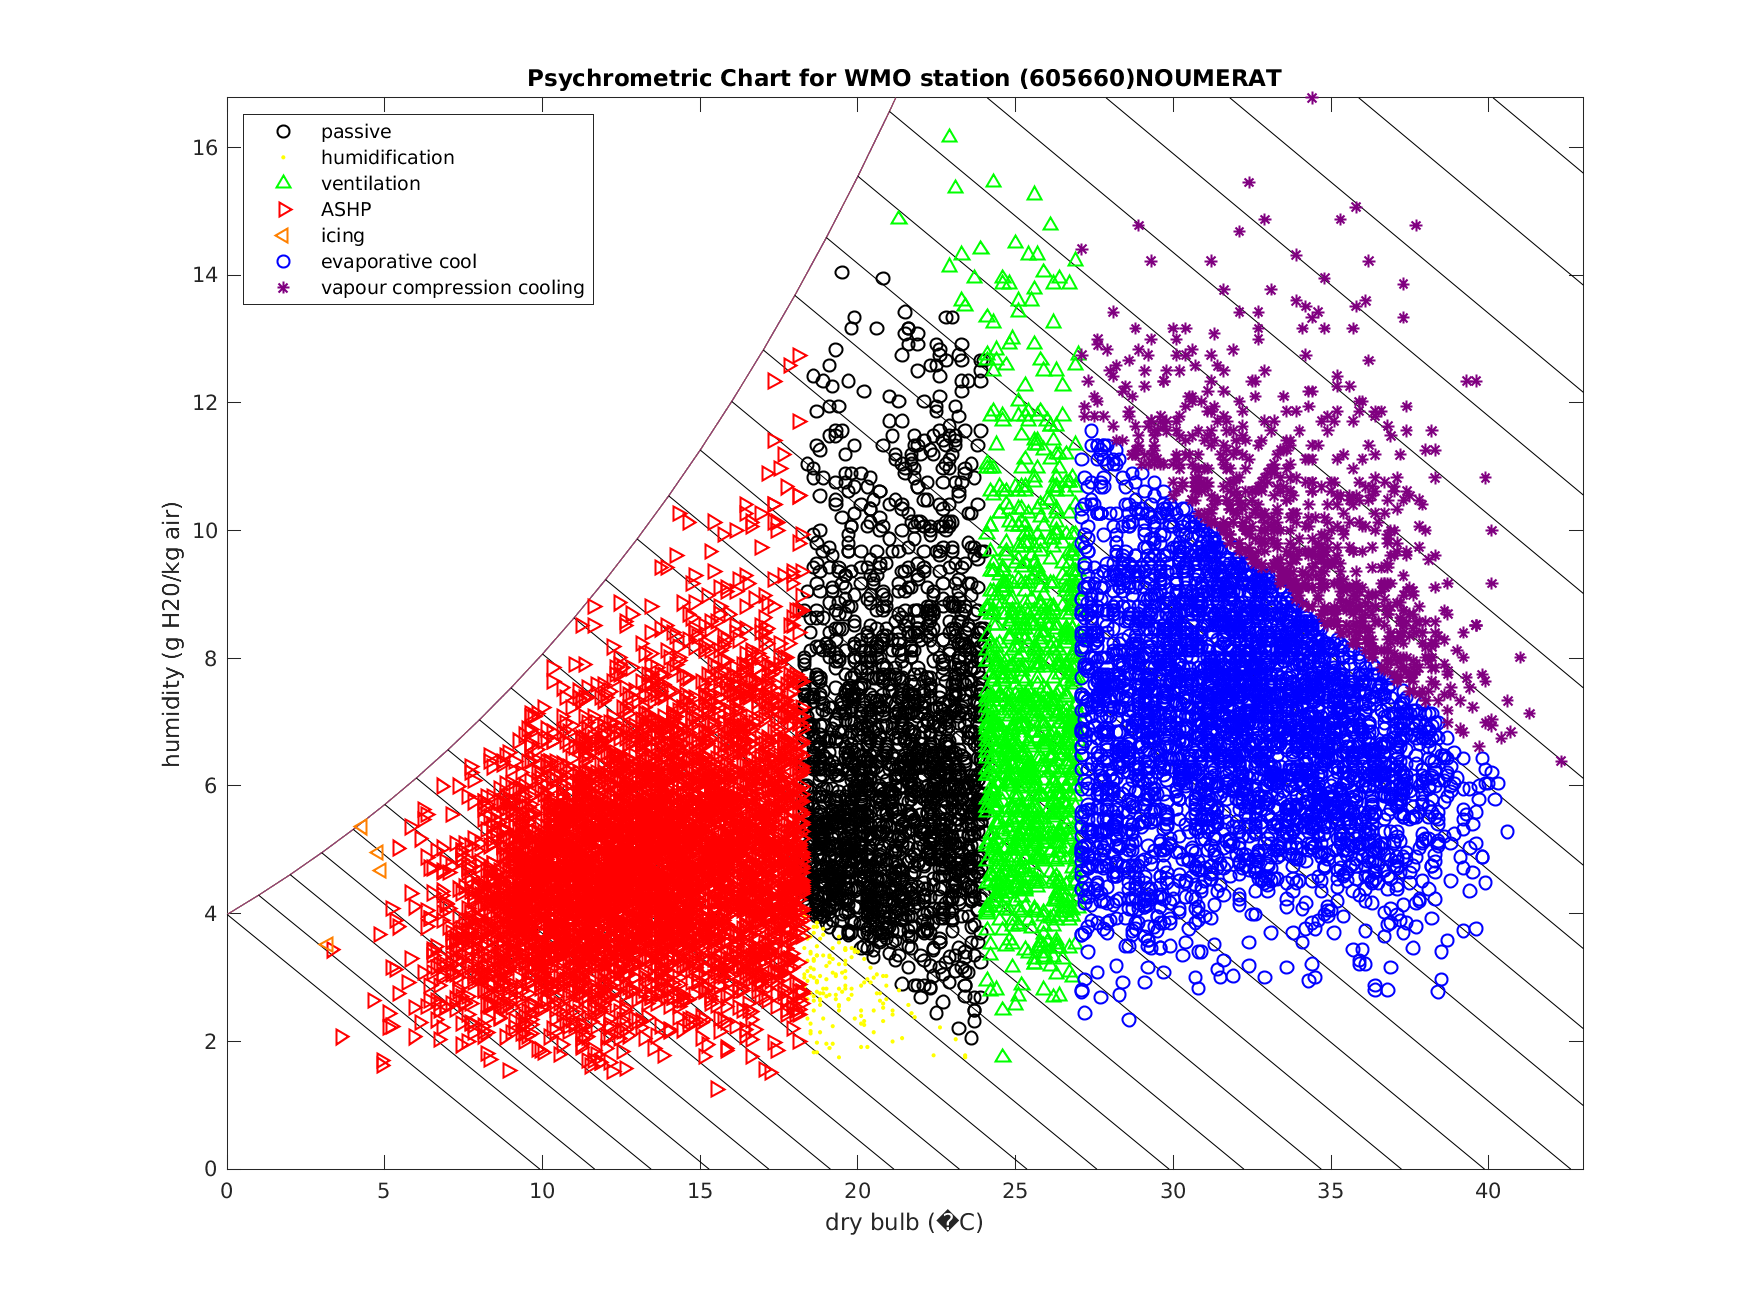 Psychrometric Chart for WMO station (605660)NOUMERAT
passive
humidification
ventilation
ASHP
icing
evaporative cool
vapour compression cooling
humidity (g H20/kg air)
16
14
12
10
8
6
4
2
0
0 5 10 15 20 25 30 35 40
dry bulb (�C)